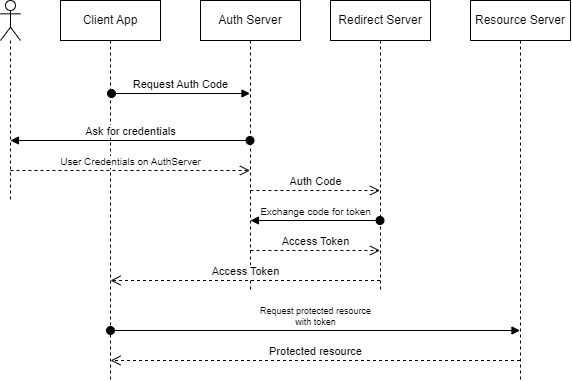 Client App
Auth Server
Redirect Server
Resource Server
Request Auth Code
Ask for credentials
User Credentials on AuthServer
Auth Code
Exchange code for token
Access Token
Access Token
Request protected resource
with token
Protected resource